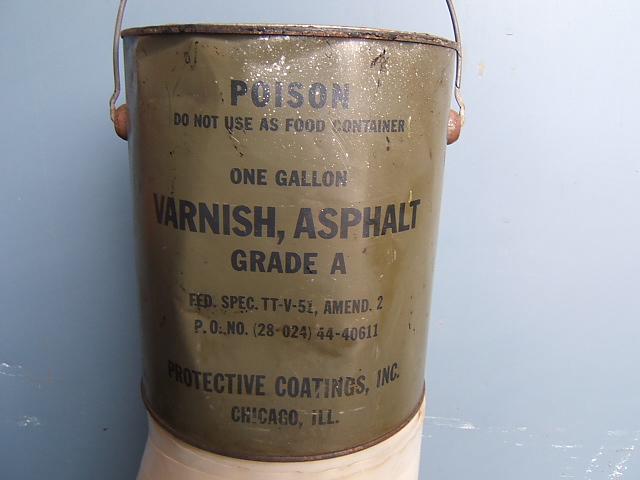 POISON
DO NOT USE AS FOOD CONTAINER
ONE GALLON
VARNISH, ASPHALT
GRADE A
FED. SPEC. TT-V-51, AMEND. 2
P.O. NO. (28-024) 44-40611
PROTECTIVE COATINGS, INC.
CHICAGO, ILL.